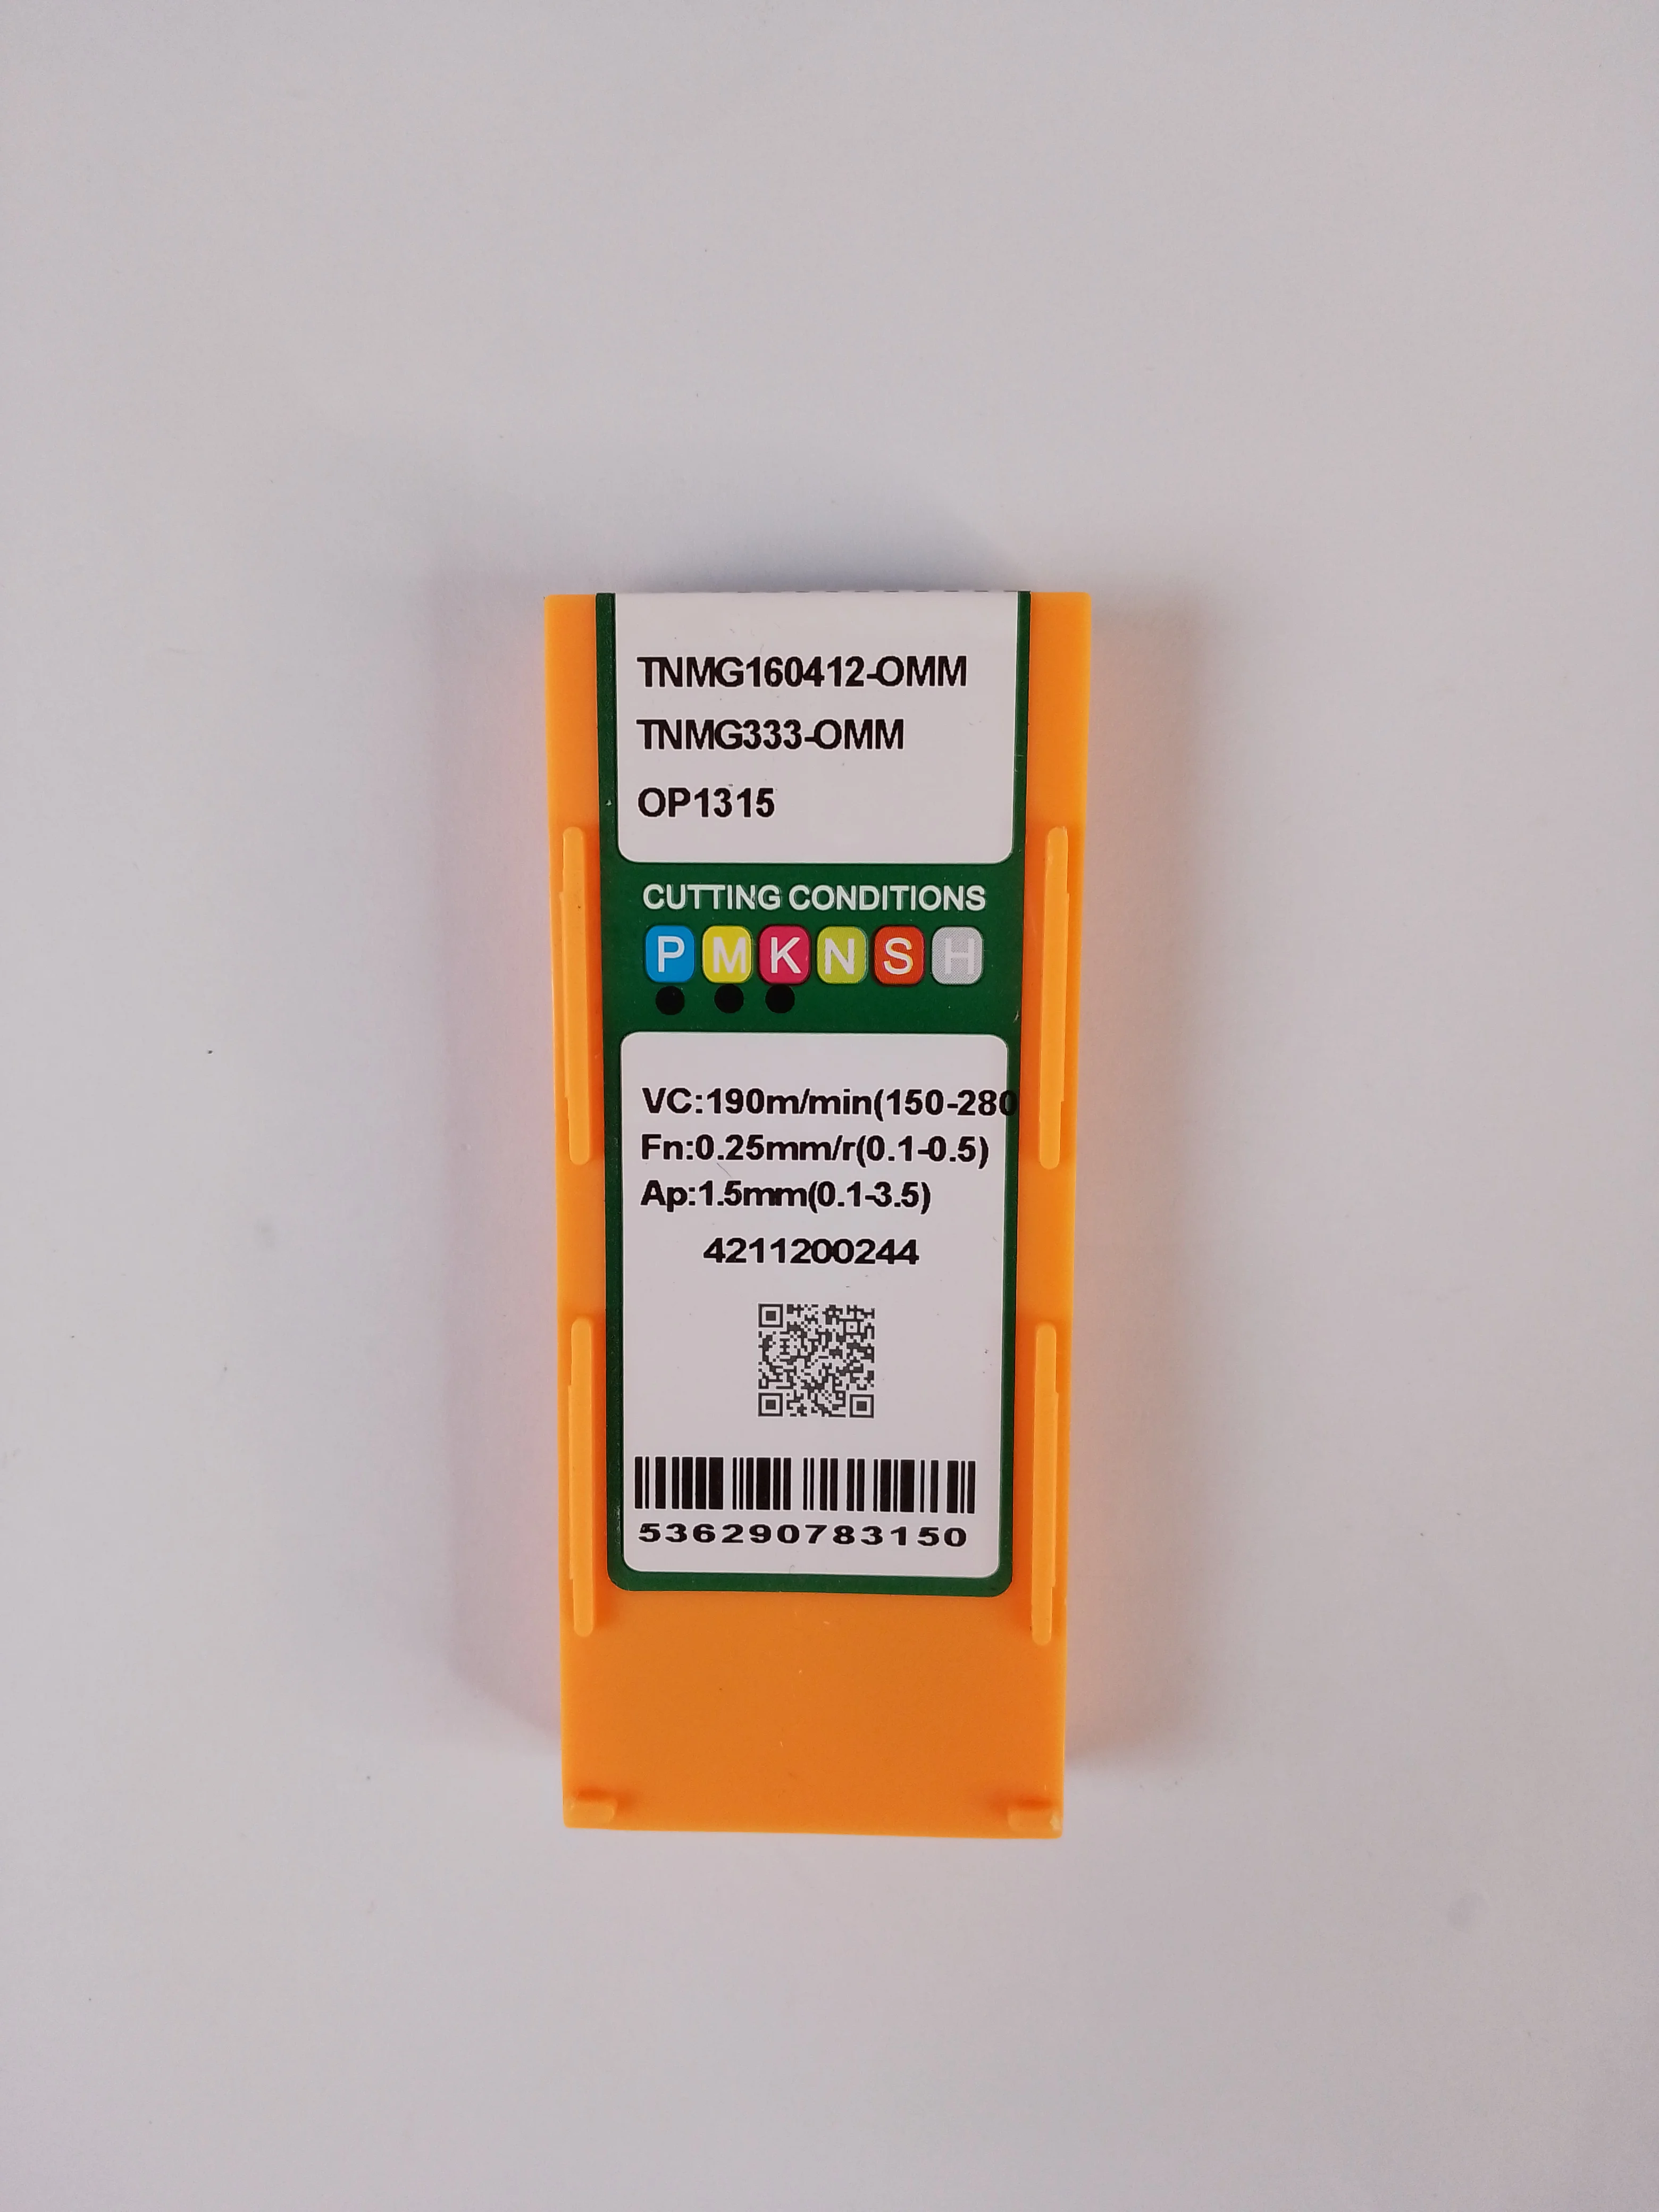 TNMG160412-OMM
TNMG333-OMM
OP1315
CUTTING CONDITIONS
P M K N S H
VC:190m/min(150-280
Fn:0.25mm/r(0.1-0.5)
Ap:1.5mm(0.1-3.5)
4211200244
536290783150